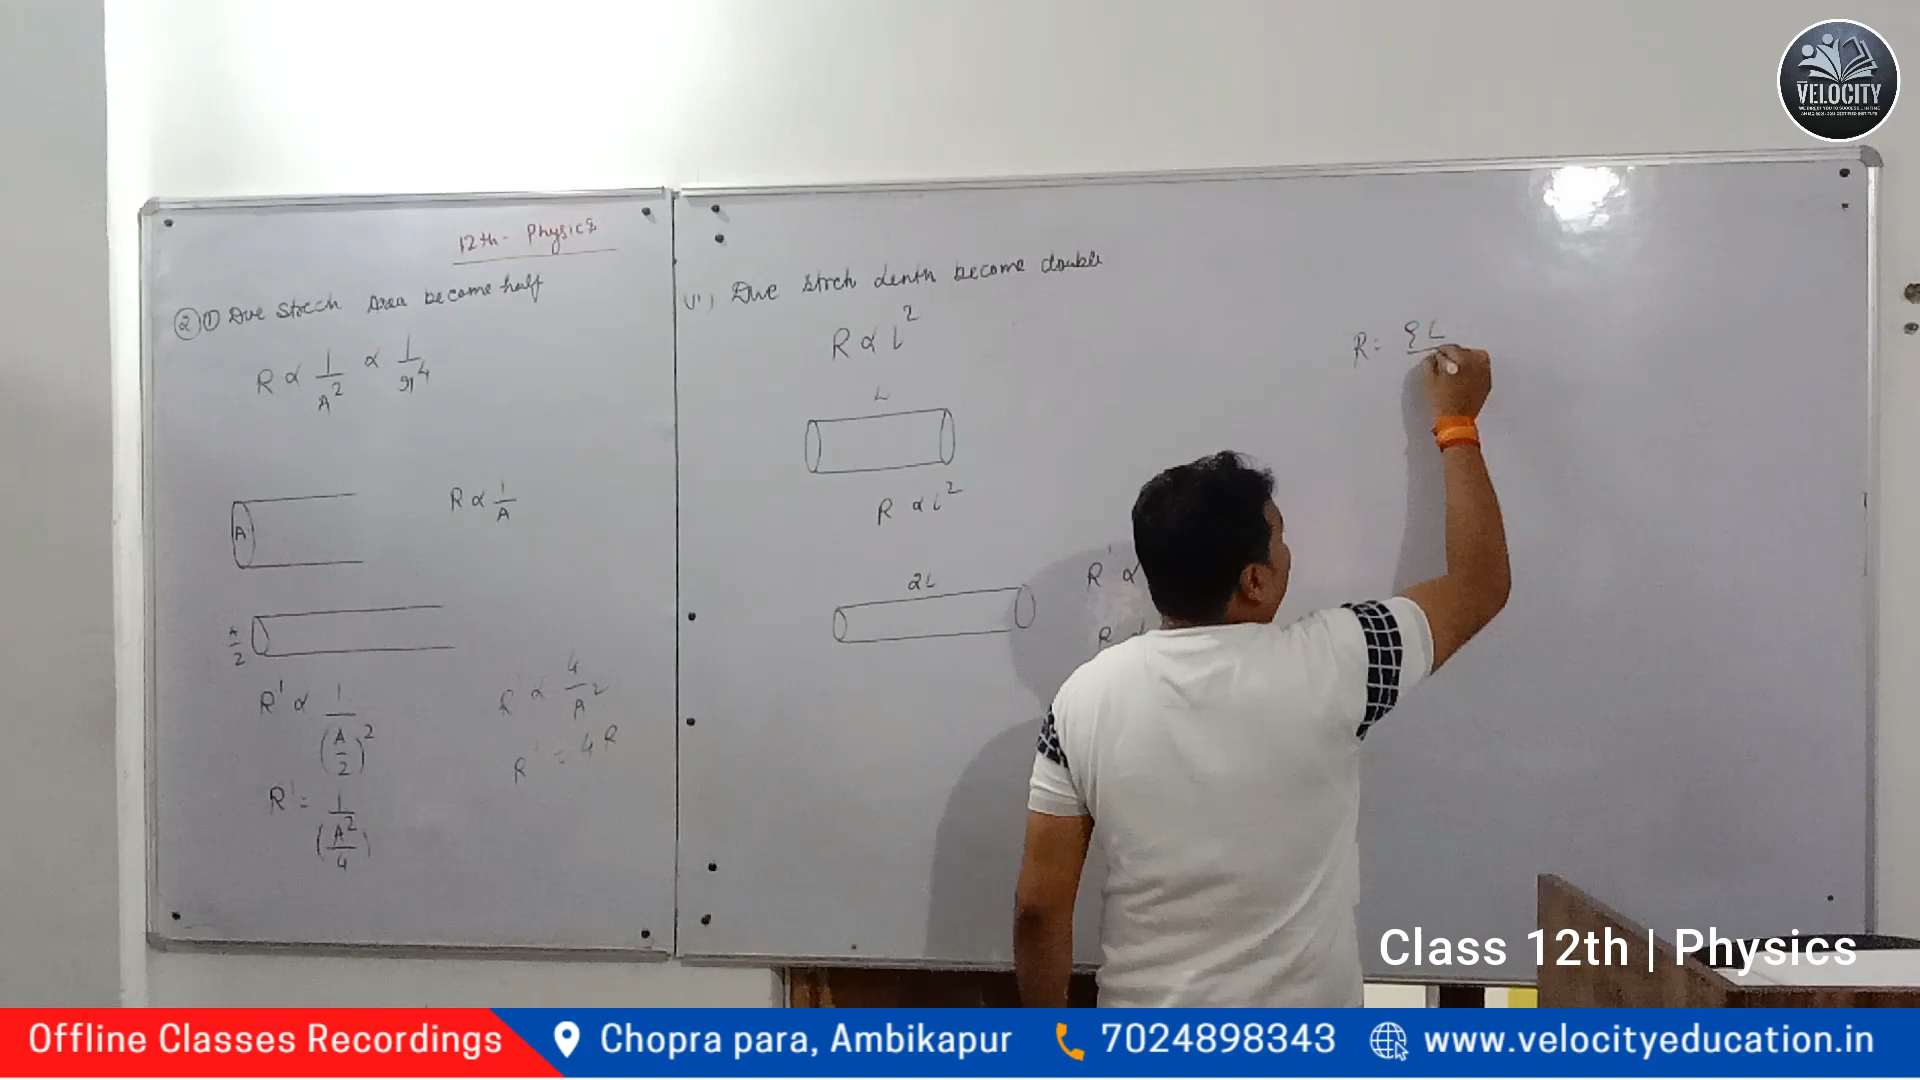 VELOCITY
12th - Physics
② ① Due strech Area become half
R ∝ 1/A² ∝ 1/r⁴
A
R ∝ 1/A
A/2
R' ∝ 1/(A/2)²
R' = 1/(A²/4)
R' ∝ 4/A²
R' = 4R
Due strch Lenth become double
R ∝ L²
L
R ∝ L²
2L
R' ∝
R = ρL
Class 12th | Physics
Offline Classes Recordings
Chopra para, Ambikapur
7024898343
www.velocityeducation.in